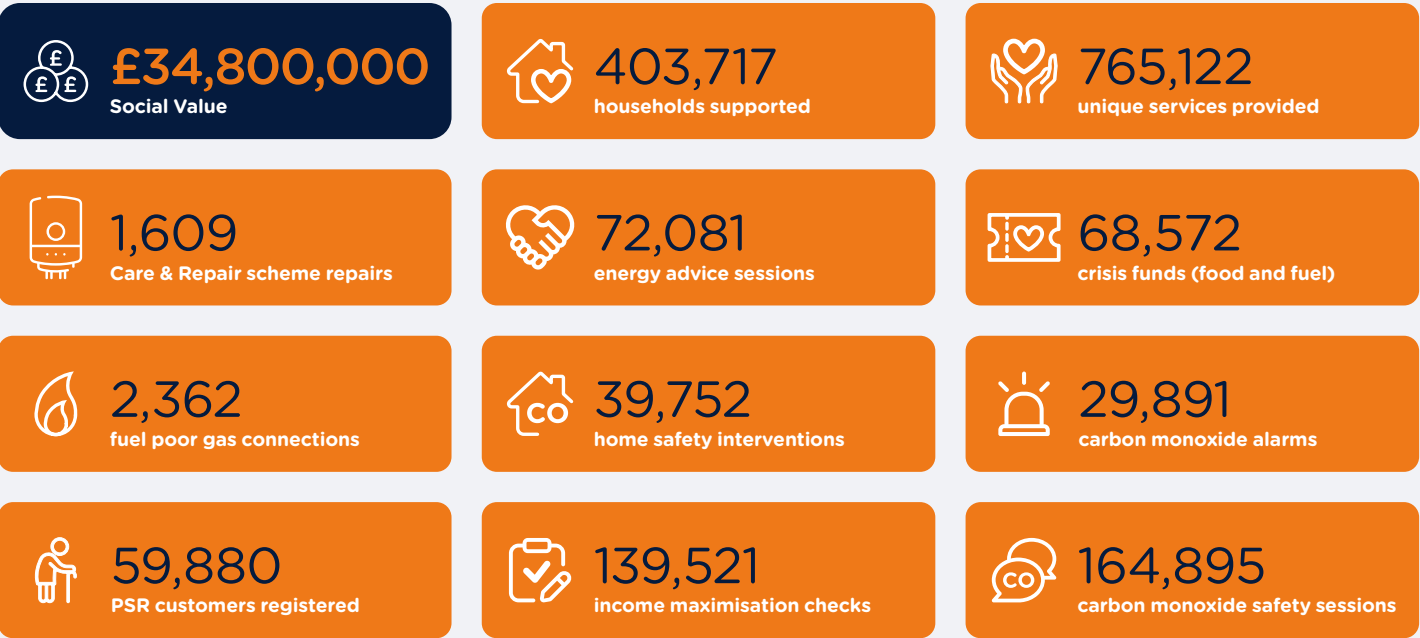 £
£ £
£34,800,000
Social Value
403,717
households supported
765,122
unique services provided
1,609
Care & Repair scheme repairs
72,081
energy advice sessions
68,572
crisis funds (food and fuel)
2,362
fuel poor gas connections
CO
39,752
home safety interventions
29,891
carbon monoxide alarms
59,880
PSR customers registered
139,521
income maximisation checks
CO
164,895
carbon monoxide safety sessions